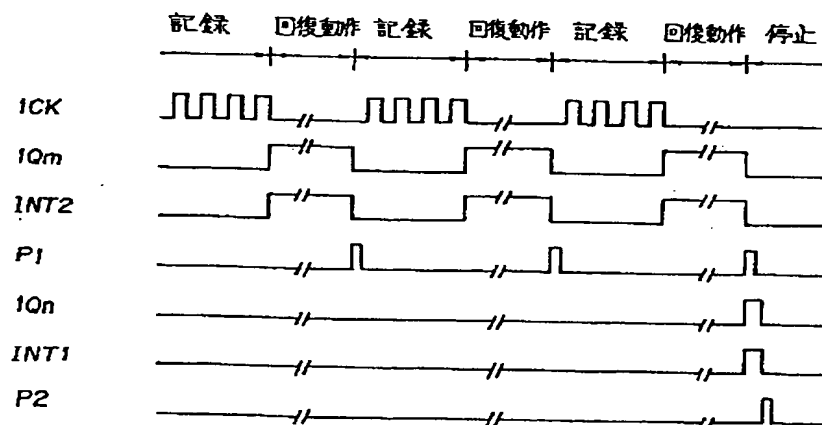 記録 回復動作 記録 回復動作 記録 回復動作 停止
1CK
1Qm
INT2
P1
1Qn
INT1
P2